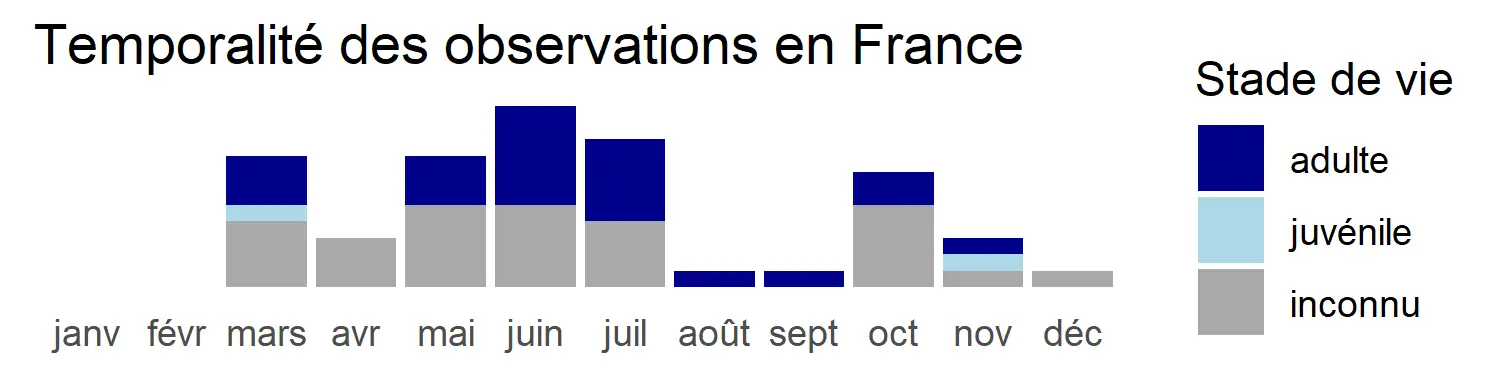 Temporalité des observations en France
janv févr mars avr mai juin juil août sept oct nov déc
Stade de vie
adulte
juvénile
inconnu